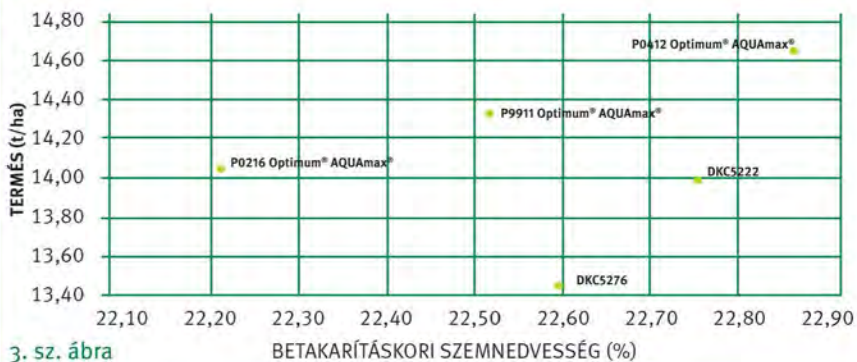 14,80
14,60
14,40
14,20
14,00
13,80
13,60
13,40
TERMÉS (t/ha)
P0412 Optimum® AQUAmax®
P9911 Optimum® AQUAmax®
P0216 Optimum® AQUAmax®
DKC5222
DKC5276
22,10 22,20 22,30 22,40 22,50 22,60 22,70 22,80 22,90
3. sz. ábra BETAKARÍTÁSKORI SZEMNEDVESSÉG (%)